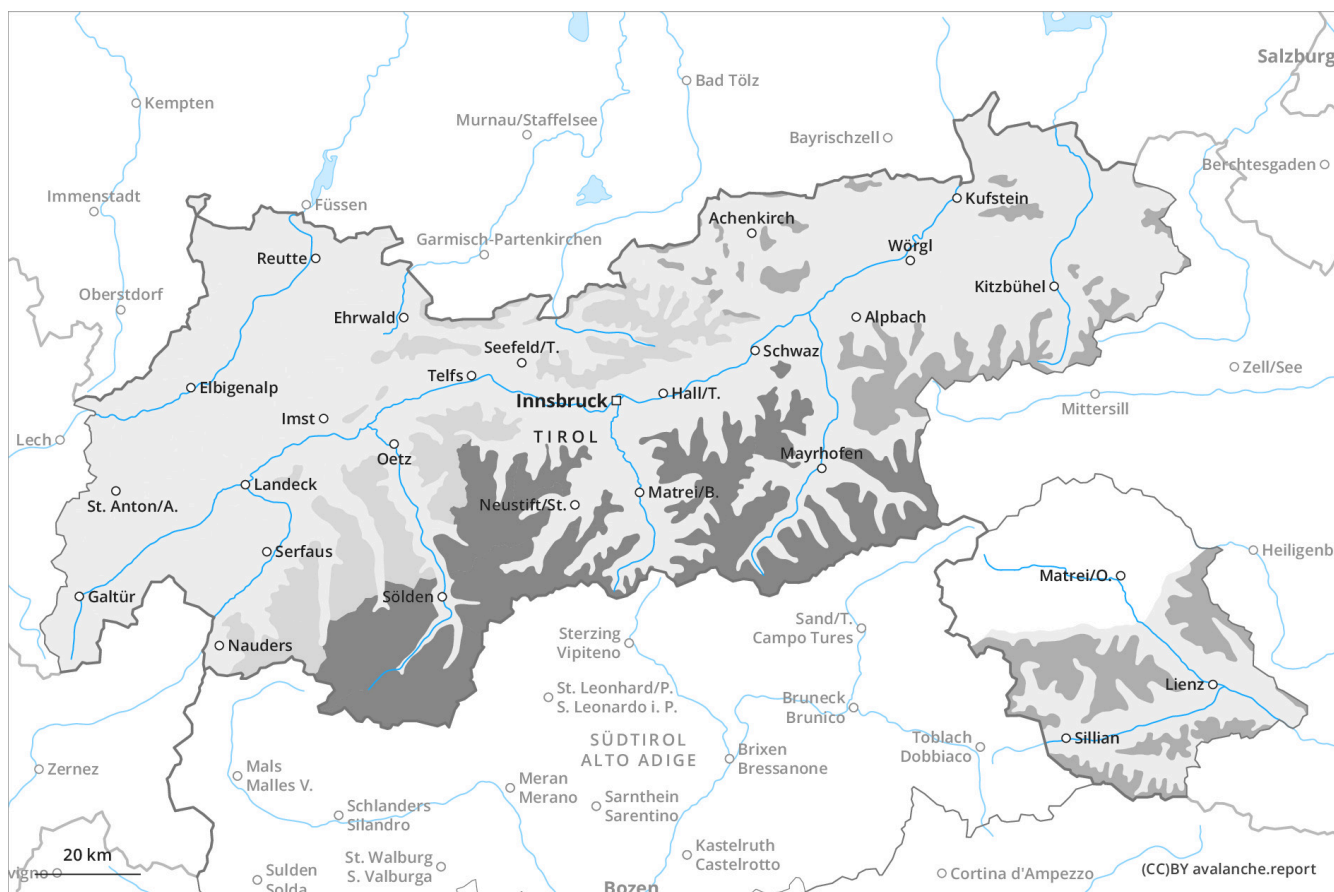 Salzburg
Bad Tölz
Kempten
Murnau/Staffelsee
Bayrischzell
Berchtesgaden
Immenstadt
Füssen
Kufstein
Achenkirch
Garmisch-Partenkirchen
Wörgl
Reutte
Oberstdorf
Kitzbühel
Ehrwald
Alpbach
Seefeld/T.
Schwaz
Zell/See
Telfs
Elbigenalp
Innsbruck
Hall/T.
Mittersill
Imst
Lech
TIROL
Oetz
Mayrhofen
Landeck
Matrei/B.
St. Anton/A.
Neustift/St.
Serfaus
Heiligenb
Matrei/O.
Galtür
Sölden
Sand/T.
Campo Tures
Sterzing
Vipiteno
Nauders
Lienz
St. Leonhard/P.
S. Leonardo i. P.
Bruneck
Brunico
Sillian
SÜDTIROL
ALTO ADIGE
Toblach
Dobbiaco
Brixen
Bressanone
Zernez
Mals
Malles V.
Meran
Merano
Schlanders
Silandro
Sarnthein
Sarentino
Kastelruth
Castelrotto
20 km
St. Walburg
S. Valburga
vigno
Sulden
Solda
Cortina d'Ampezzo
(CC)BY avalanche.report
Bozen